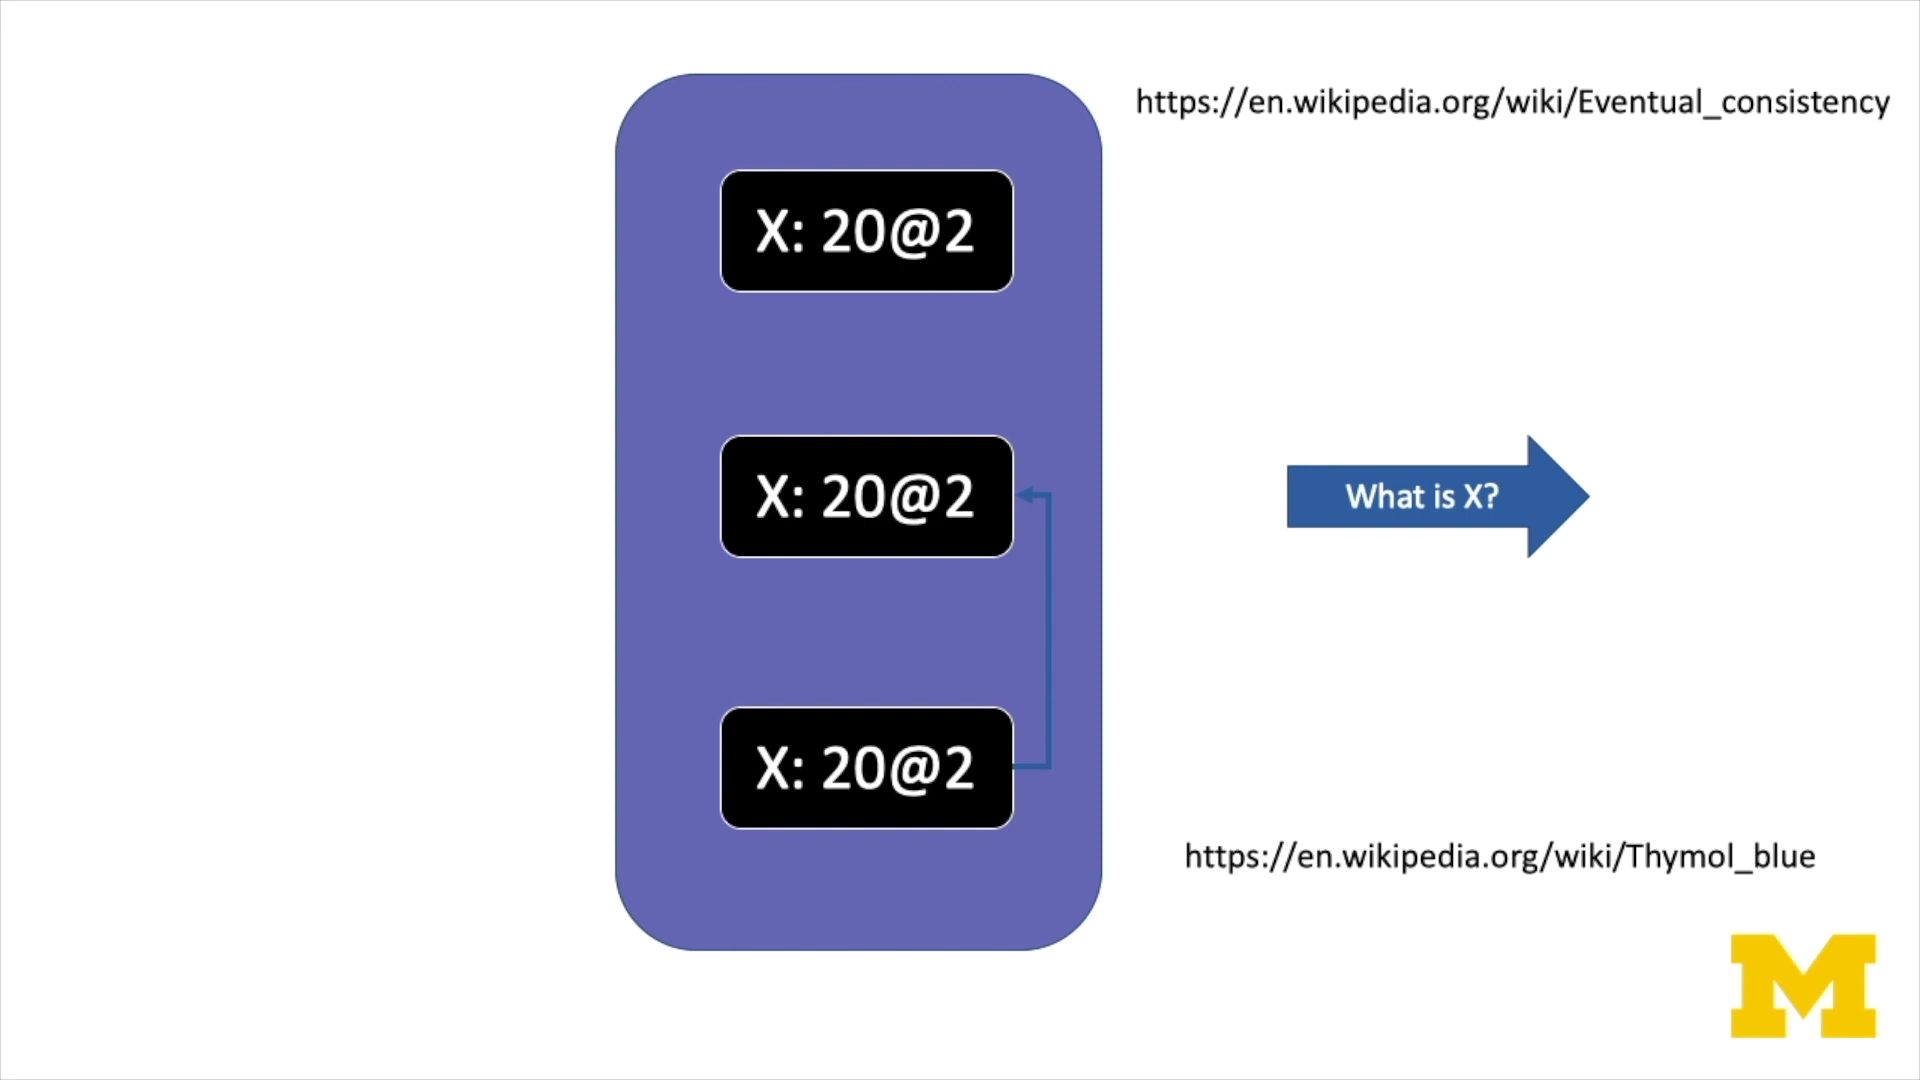 https://en.wikipedia.org/wiki/Eventual_consistency
X: 20@2
X: 20@2
What is X?
X: 20@2
https://en.wikipedia.org/wiki/Thymol_blue
M